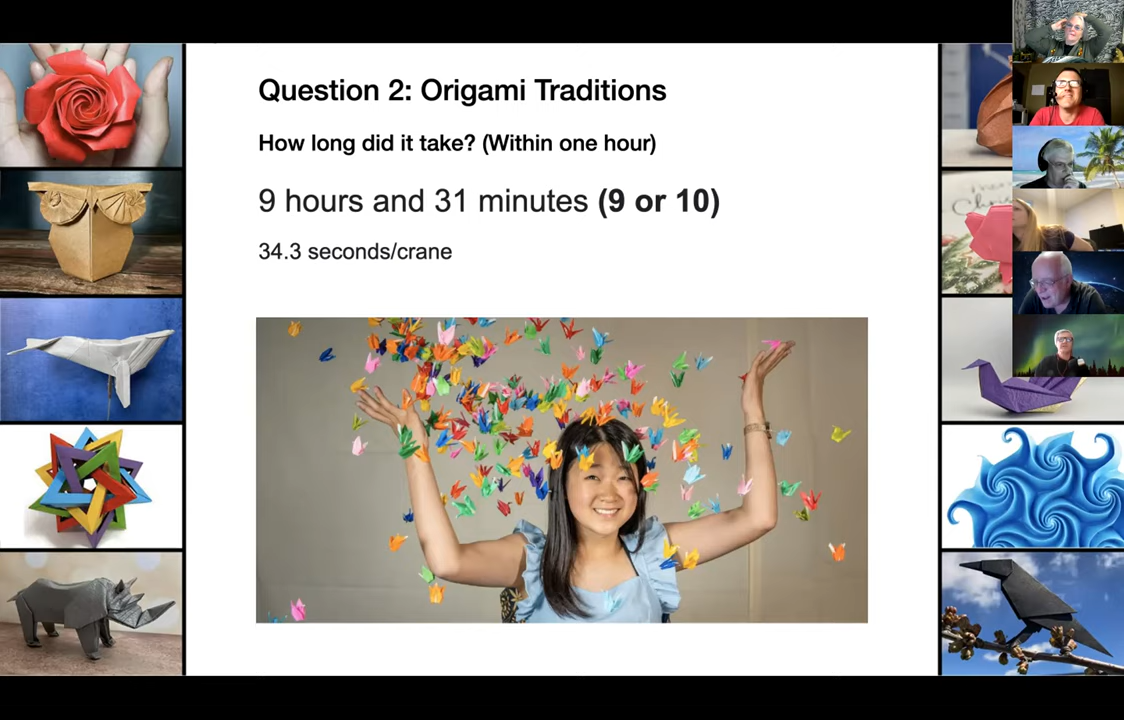 Question 2: Origami Traditions
How long did it take? (Within one hour)
9 hours and 31 minutes (9 or 10)
34.3 seconds/crane